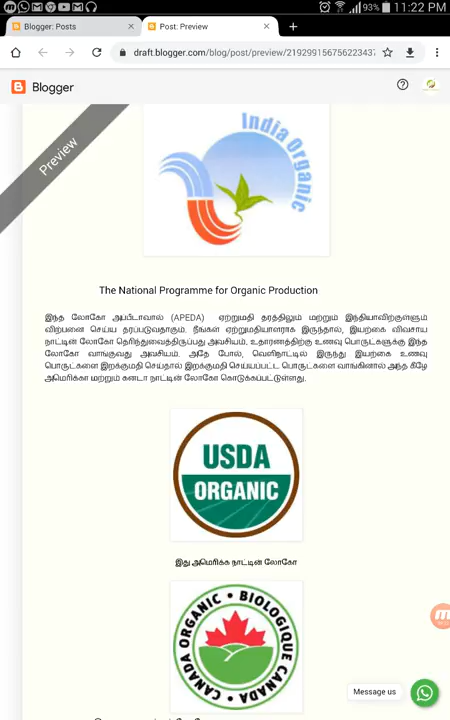 93% 11:22 PM
Blogger: Posts
Post: Preview
draft.blogger.com/blog/post/preview/21929915675622343
Blogger
Preview
India Organic
The National Programme for Organic Production
இந்த லோகோ அப்பீடாவால் (APEDA) ஏற்றுமதி தரத்திலும் மற்றும் இந்தியாவிற்குள்ளும்
விற்பனை செய்ய தரப்படுவதாகும். நீங்கள் ஏற்றுமதியாளராக இருந்தால், இயற்கை விவசாய
நாட்டின் லோகோ தெரிந்துவைத்திருப்பது அவசியம், உதாரணத்திற்கு உணவு பொருட்களுக்கு இந்த
லோகோ வாங்குவது அவசியம். அதே போல், வெளிநாட்டில் இருந்து இயற்கை உணவு
பொருட்களை இறக்குமதி செய்தால் இறக்குமதி செய்யப்பட்ட பொருட்களை வாங்கினால் அந்த கீழே
அமெரிக்கா மற்றும் கனடா நாட்டின் லோகோ கொடுக்கப்பட்டுள்ளது.
USDA
ORGANIC
இது அமெரிக்க நாட்டின் லோகோ
CANADA ORGANIC • BIOLOGIQUE CANADA •
Message us